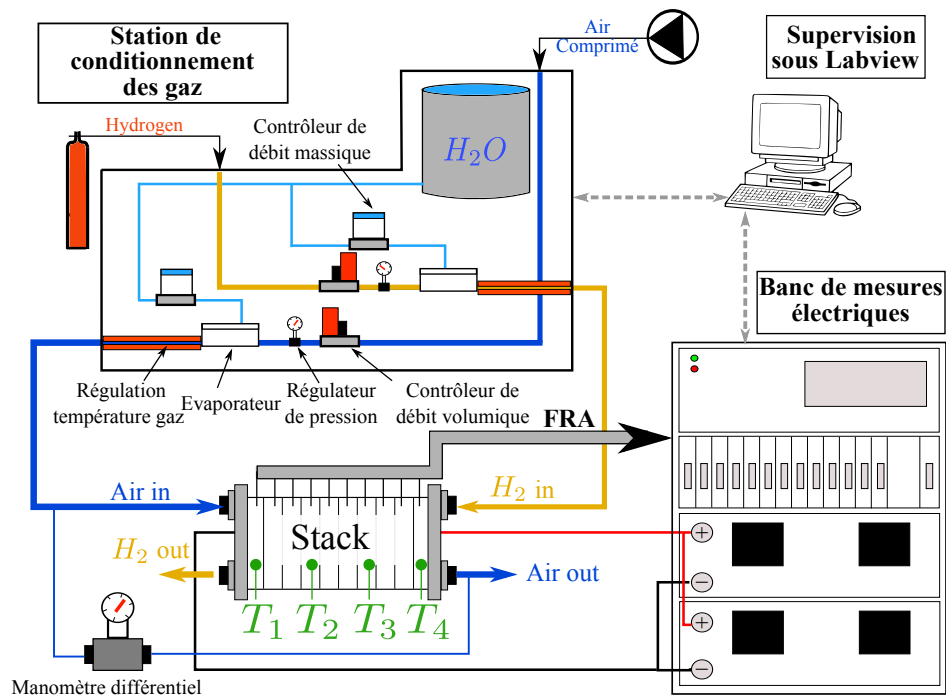 Station de
conditionnement
des gaz
Air
Comprimé
Supervision
sous Labview
Hydrogen
Contrôleur de
débit massique
H₂O
Banc de mesures
électriques
Régulation
température gaz
Evaporateur
Régulateur
de pression
Contrôleur de
débit volumique
FRA
Air in
H₂ in
Stack
H₂ out
Air out
T₁ T₂ T₃ T₄
Manomètre différentiel
+
−
+
−